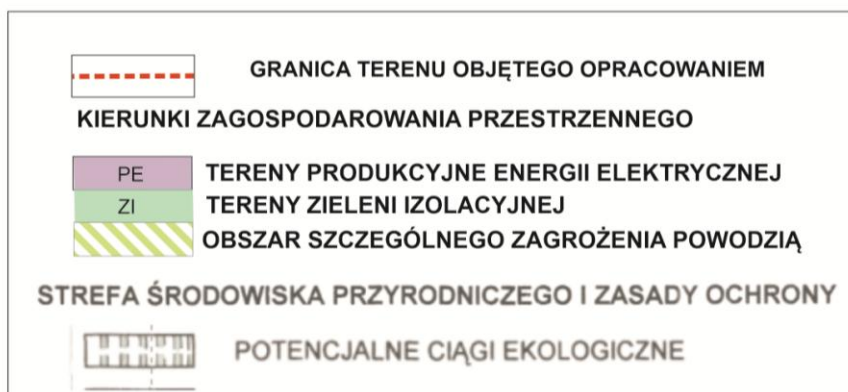 GRANICA TERENU OBJĘTEGO OPRACOWANIEM
KIERUNKI ZAGOSPODAROWANIA PRZESTRZENNEGO
PE TERENY PRODUKCYJNE ENERGII ELEKTRYCZNEJ
ZI TERENY ZIELENI IZOLACYJNEJ
OBSZAR SZCZEGÓLNEGO ZAGROŻENIA POWODZIĄ
STREFA ŚRODOWISKA PRZYRODNICZEGO I ZASADY OCHRONY
POTENCJALNE CIĄGI EKOLOGICZNE